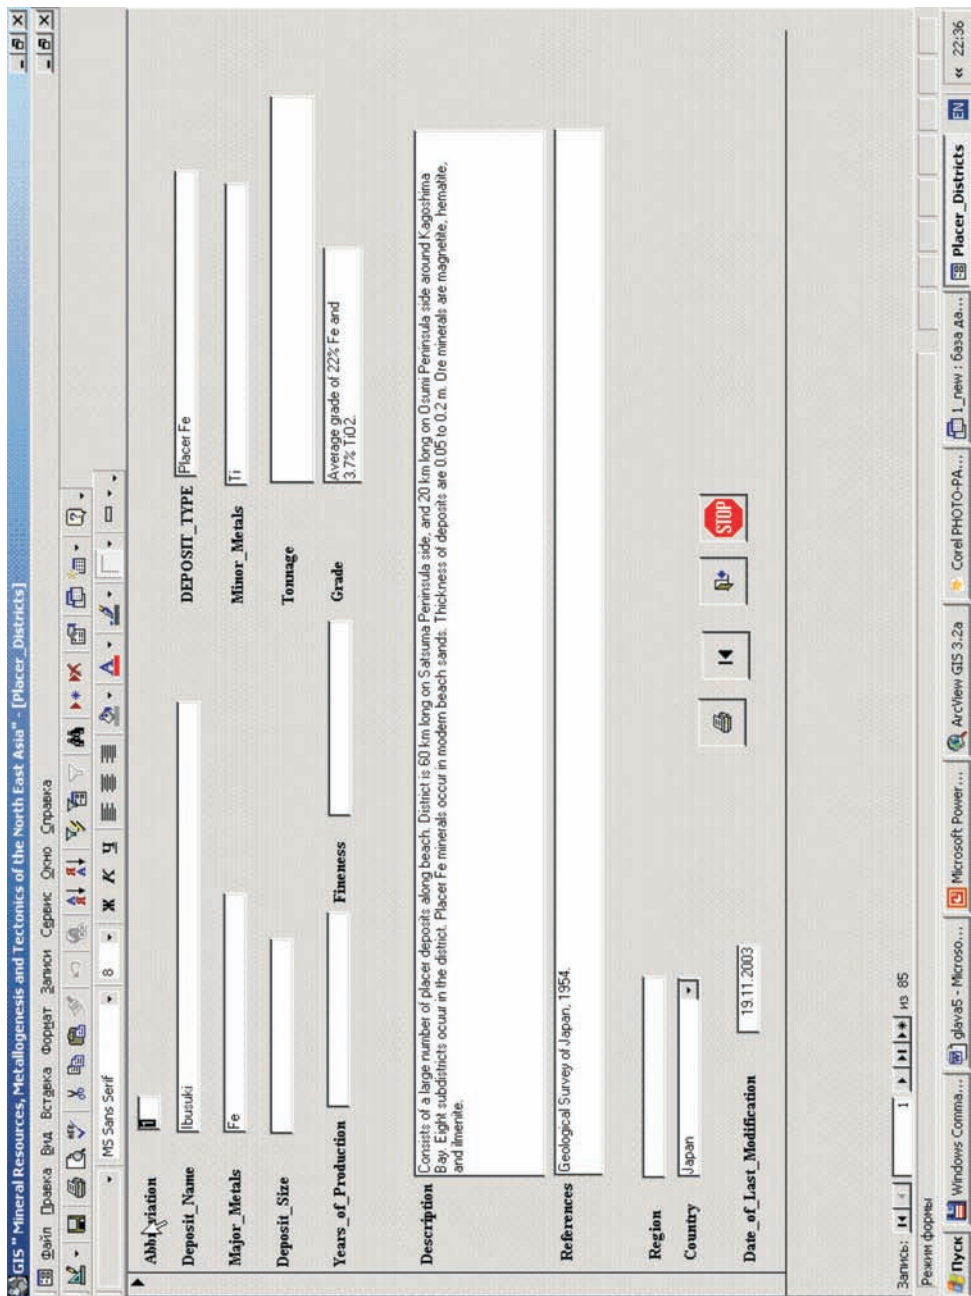 GIS "Mineral Resources, Metallogenesis and Tectonics of the North East Asia" - [Placer_Districts]
Файл Правка Вид Вставка Формат Записи Сервис Окно Справка
MS Sans Serif 8 Ж К Ч
Deposit_Name Ibusuki DEPOSIT_TYPE Placer Fe
Major_Metals Fe Minor_Metals Ti
Deposit_Size Tonnage
Years_of_Production Fineness Grade Average grade of 22% Fe and
3.7% TiO2.
Description Consists of a large number of placer deposits along beach. District is 60 km long on Satsuma Peninsula side, and 20 km long on Osumi Peninsula side around Kagoshima
Bay. Eight subdistricts ocuur in the district. Placer Fe minerals occur in modern beach sands. Thickness of deposits are 0.05 to 0.2 m. Ore minerals are magnetite, hematite,
and ilmenite.
References Geological Survey of Japan, 1954.
Region
Country Japan
Date_of_Last_Modification 19.11.2003
STOP
Запись: 1 из 85
Режим формы
Пуск Windows Comma... glava5 - Microso... Microsoft Power... ArcView GIS 3.2a Corel PHOTO-PA... 1_new : база да... Placer_Districts EN « 22:36